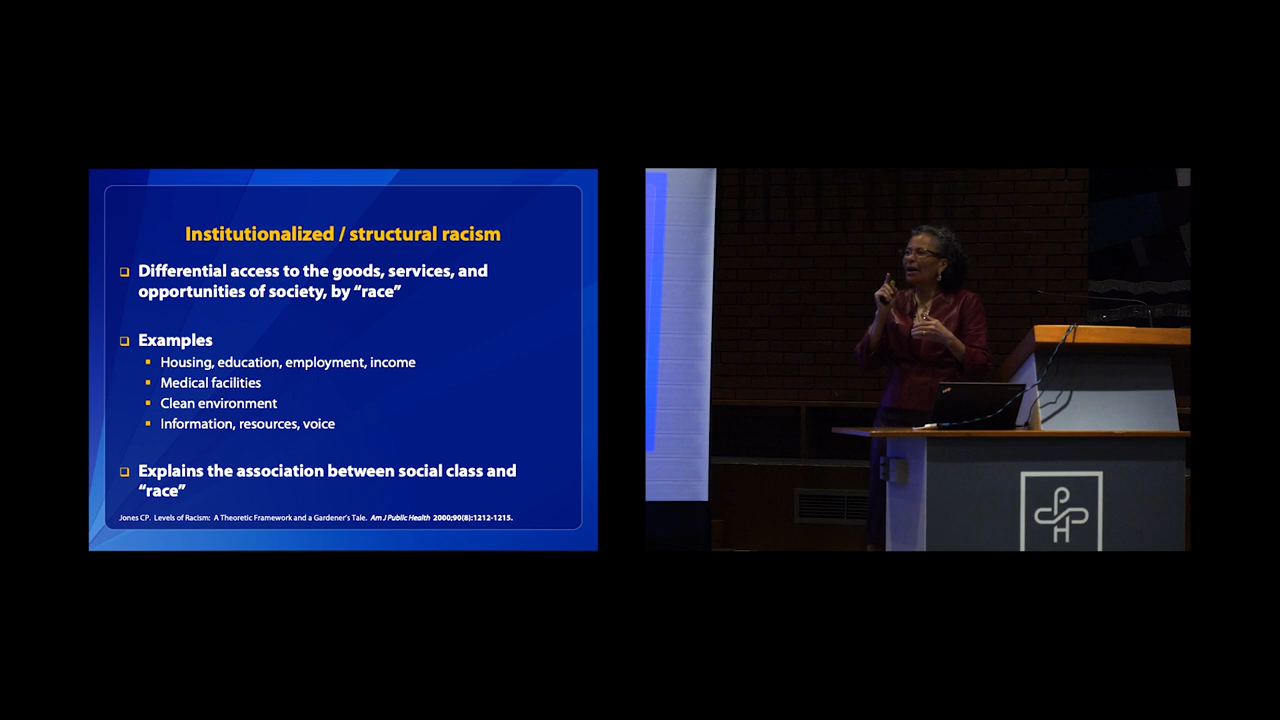 Institutionalized / structural racism
❑ Differential access to the goods, services, and
opportunities of society, by “race”
❑ Examples
▪ Housing, education, employment, income
▪ Medical facilities
▪ Clean environment
▪ Information, resources, voice
❑ Explains the association between social class and
“race”
Jones CP. Levels of Racism: A Theoretic Framework and a Gardener's Tale. Am J Public Health 2000;90(8):1212-1215.
P
H